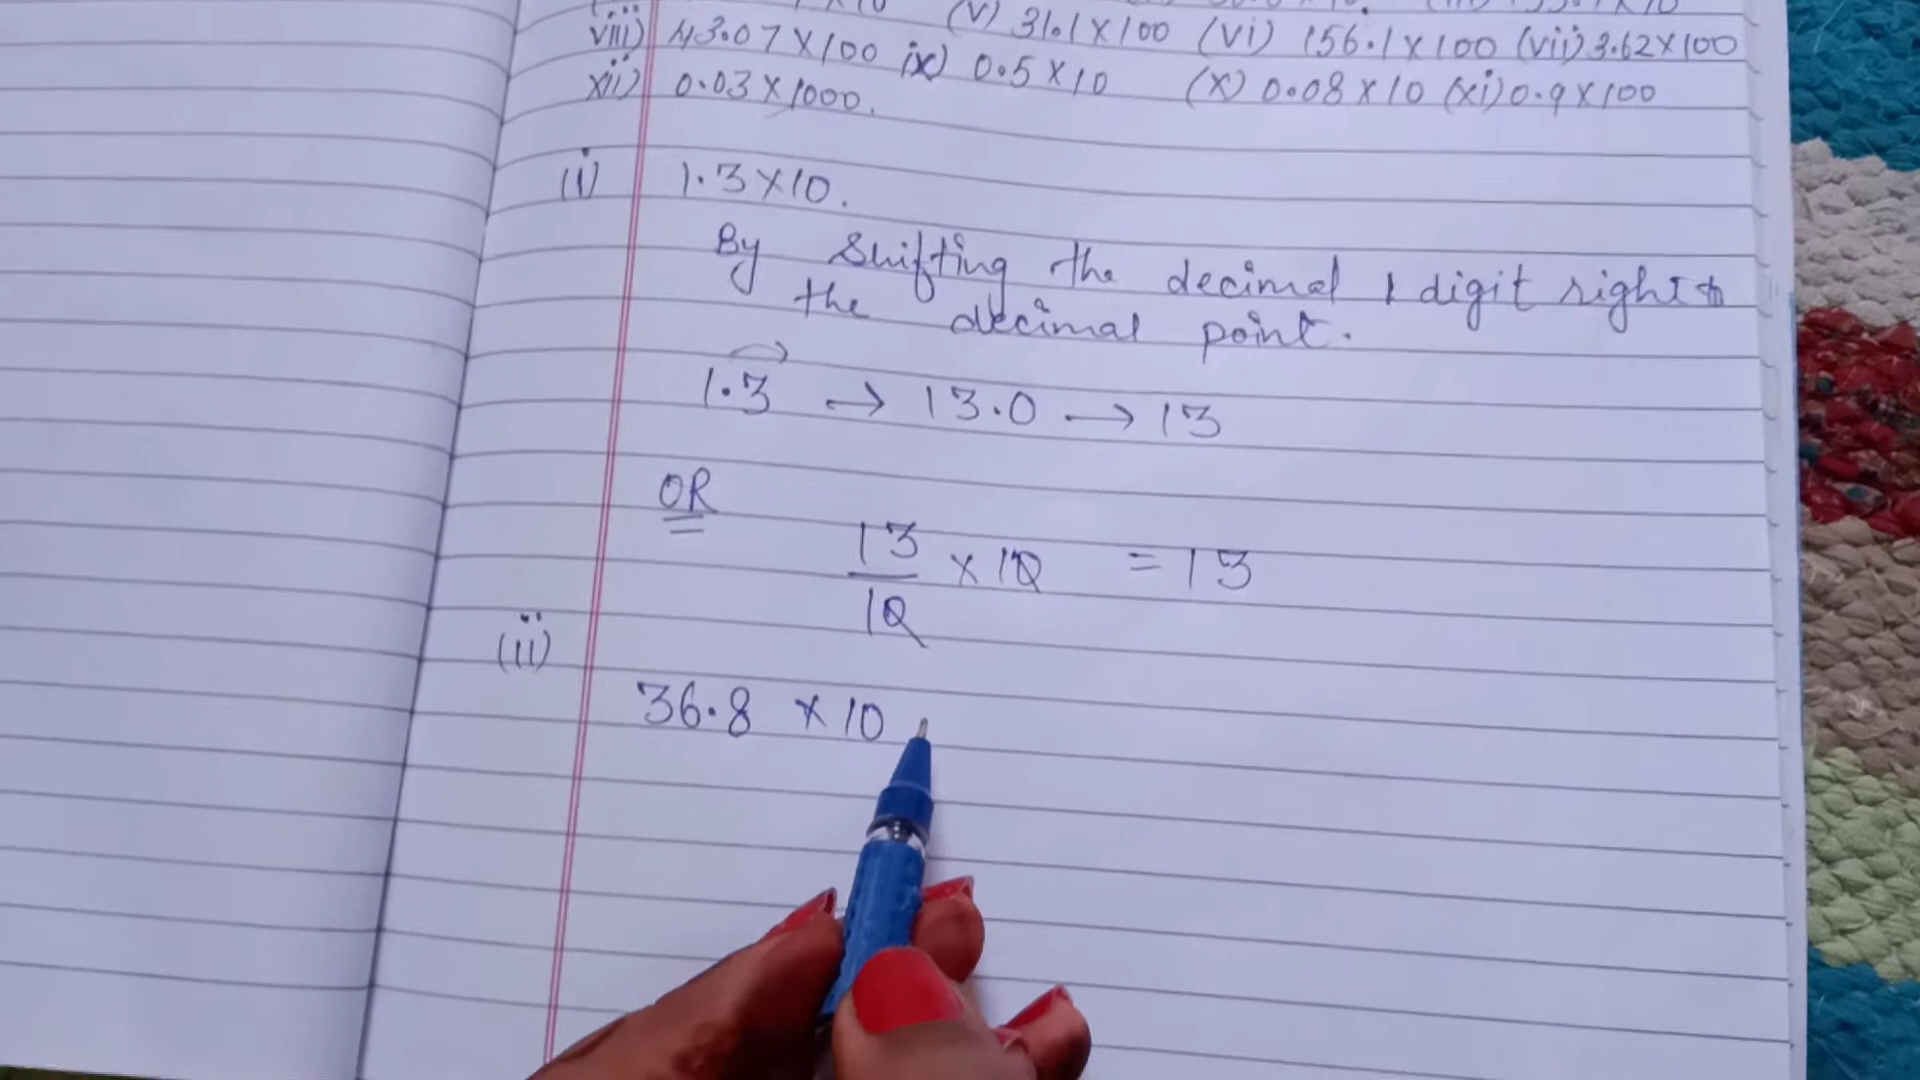 (v) 31.1×100 (vi) 156.1×100 (vii) 3.62×100
viii) 43.07×100 ix) 0.5×10 (x) 0.08×10 (xi) 0.9×100
xii) 0.03×1000.
(i) 1.3×10.
By shifting the decimal 1 digit right to
the decimal point.
1.3 → 13.0 → 13
OR
13/10 × 10 = 13
(ii)
36.8 × 10